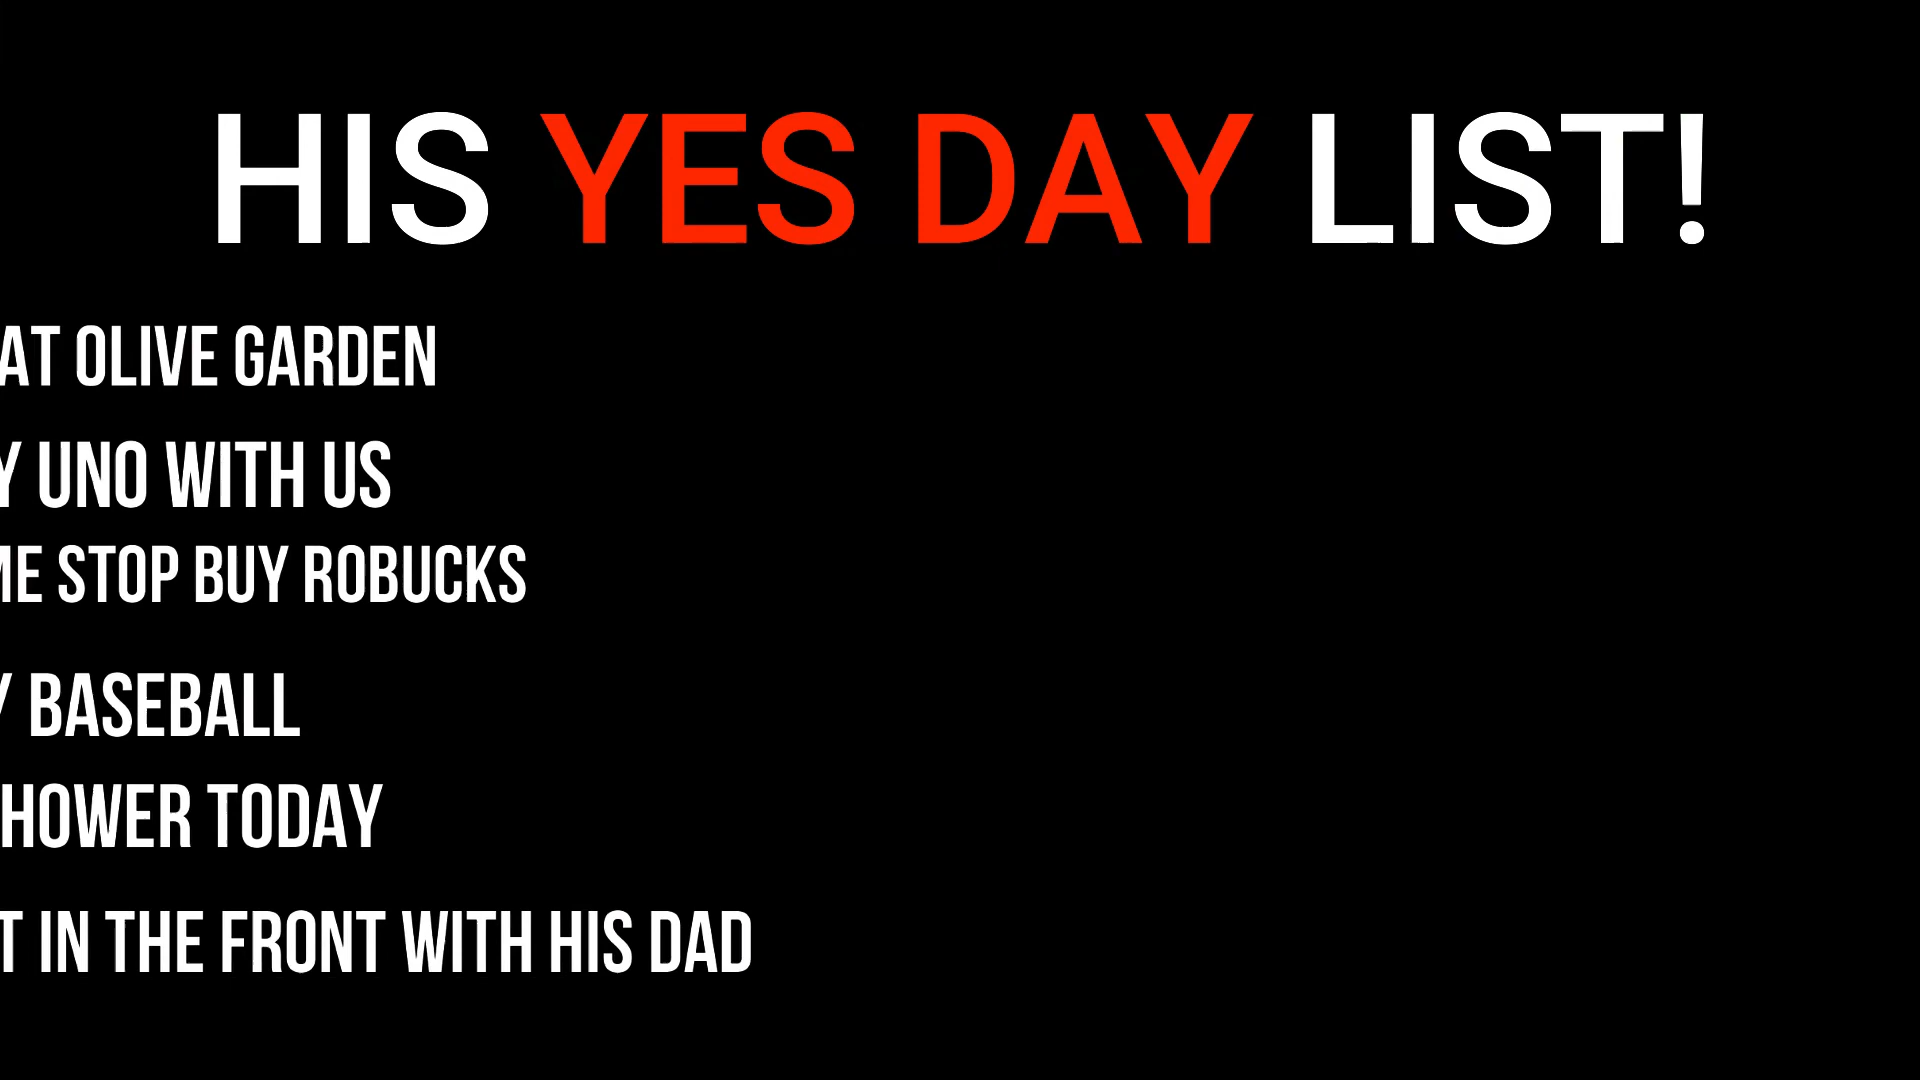 HIS YES DAY LIST!
AT OLIVE GARDEN
Y UNO WITH US
ME STOP BUY ROBUCKS
Y BASEBALL
HOWER TODAY
T IN THE FRONT WITH HIS DAD